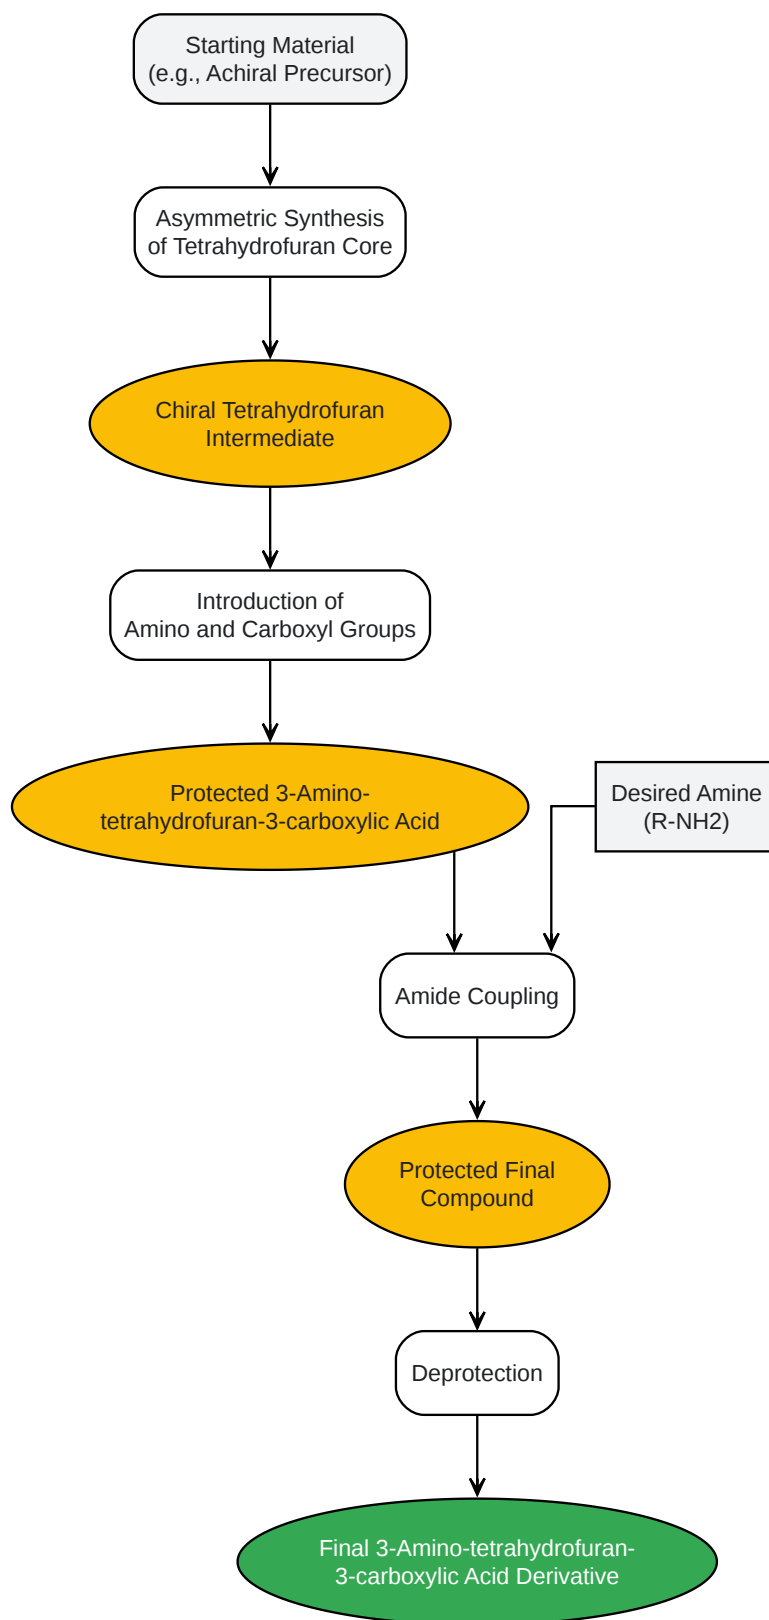 Starting Material
(e.g., Achiral Precursor)
Asymmetric Synthesis
of Tetrahydrofuran Core
Chiral Tetrahydrofuran
Intermediate
Introduction of
Amino and Carboxyl Groups
Protected 3-Amino-
tetrahydrofuran-3-carboxylic Acid
Desired Amine
(R-NH2)
Amide Coupling
Protected Final
Compound
Deprotection
Final 3-Amino-tetrahydrofuran-
3-carboxylic Acid Derivative